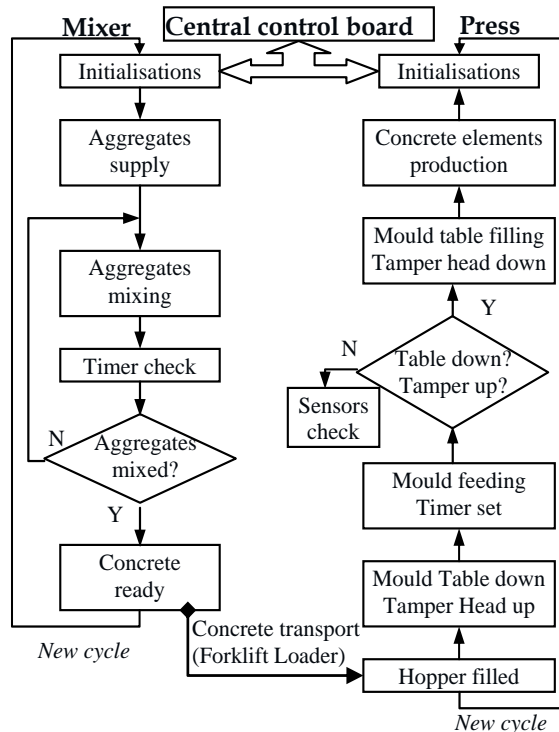 Mixer
Central control board
Press
Initialisations
Initialisations
Aggregates
supply
Concrete elements
production
Mould table filling
Tamper head down
Aggregates
mixing
Y
N
Table down?
Tamper up?
Timer check
Sensors
check
N
Aggregates
mixed?
Mould feeding
Timer set
Y
Concrete
ready
Mould Table down
Tamper Head up
New cycle
Concrete transport
(Forklift Loader)
Hopper filled
New cycle